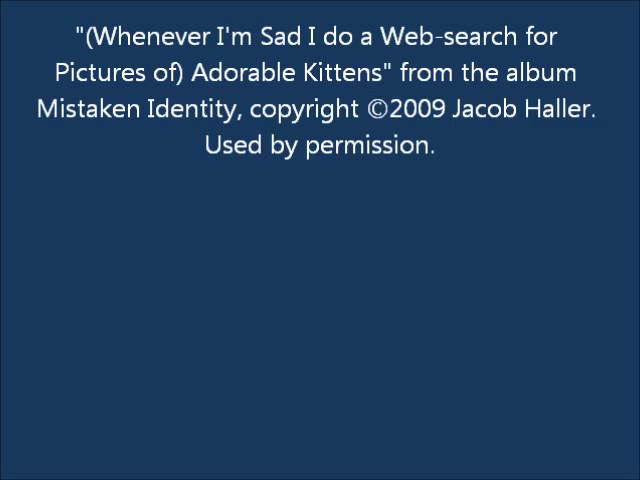 "(Whenever I'm Sad I do a Web-search for
Pictures of) Adorable Kittens" from the album
Mistaken Identity, copyright ©2009 Jacob Haller.
Used by permission.